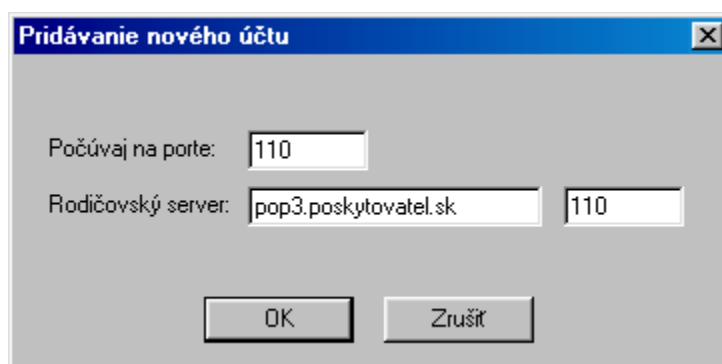 Pridávanie nového účtu
Počúvaj na porte: 110
Rodičovský server: pop3.poskytovatel.sk 110
OK Zrušiť